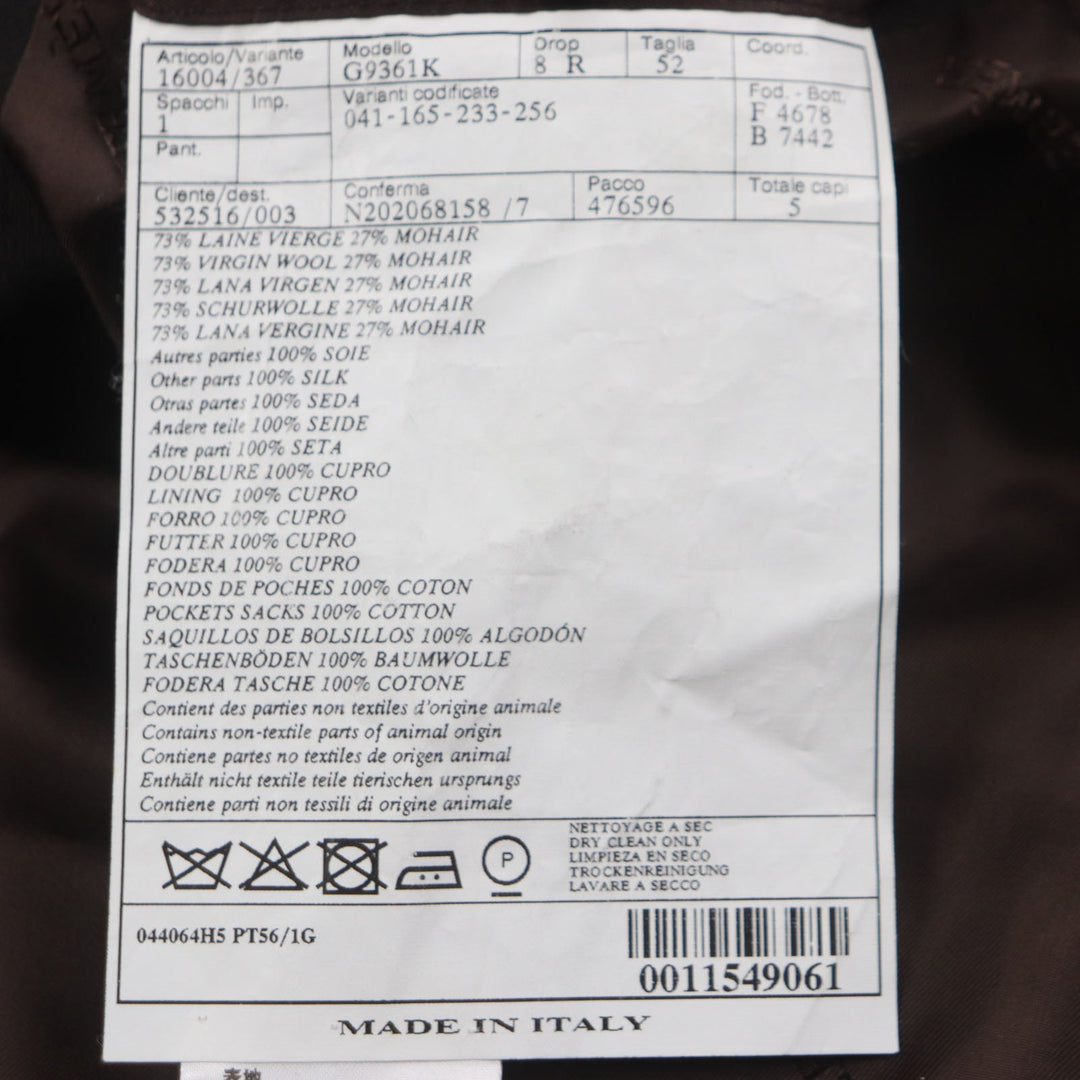 Articolo/Variante Modello Drop Taglia Coord.
16004/367 G9361K 8 R 52
Spacchi Imp. Varianti codificate Fod. - Bott.
1 041-165-233-256 F 4678
B 7442
Pant.
Cliente/dest. Conferma Pacco Totale capi
532516/003 N202068158 /7 476596 5
73% LAINE VIERGE 27% MOHAIR
73% VIRGIN WOOL 27% MOHAIR
73% LANA VIRGEN 27% MOHAIR
73% SCHURWOLLE 27% MOHAIR
73% LANA VERGINE 27% MOHAIR
Autres parties 100% SOIE
Other parts 100% SILK
Otras partes 100% SEDA
Andere teile 100% SEIDE
Altre parti 100% SETA
DOUBLURE 100% CUPRO
LINING 100% CUPRO
FORRO 100% CUPRO
FUTTER 100% CUPRO
FODERA 100% CUPRO
FONDS DE POCHES 100% COTON
POCKETS SACKS 100% COTTON
SAQUILLOS DE BOLSILLOS 100% ALGODÓN
TASCHENBÖDEN 100% BAUMWOLLE
FODERA TASCHE 100% COTONE
Contient des parties non textiles d'origine animale
Contains non-textile parts of animal origin
Contiene partes no textiles de origen animal
Enthält nicht textile teile tierischen ursprungs
Contiene parti non tessili di origine animale
P
NETTOYAGE A SEC
DRY CLEAN ONLY
LIMPIEZA EN SECO
TROCKENREINIGUNG
LAVARE A SECCO
044064H5 PT56/1G
0011549061
MADE IN ITALY
表地